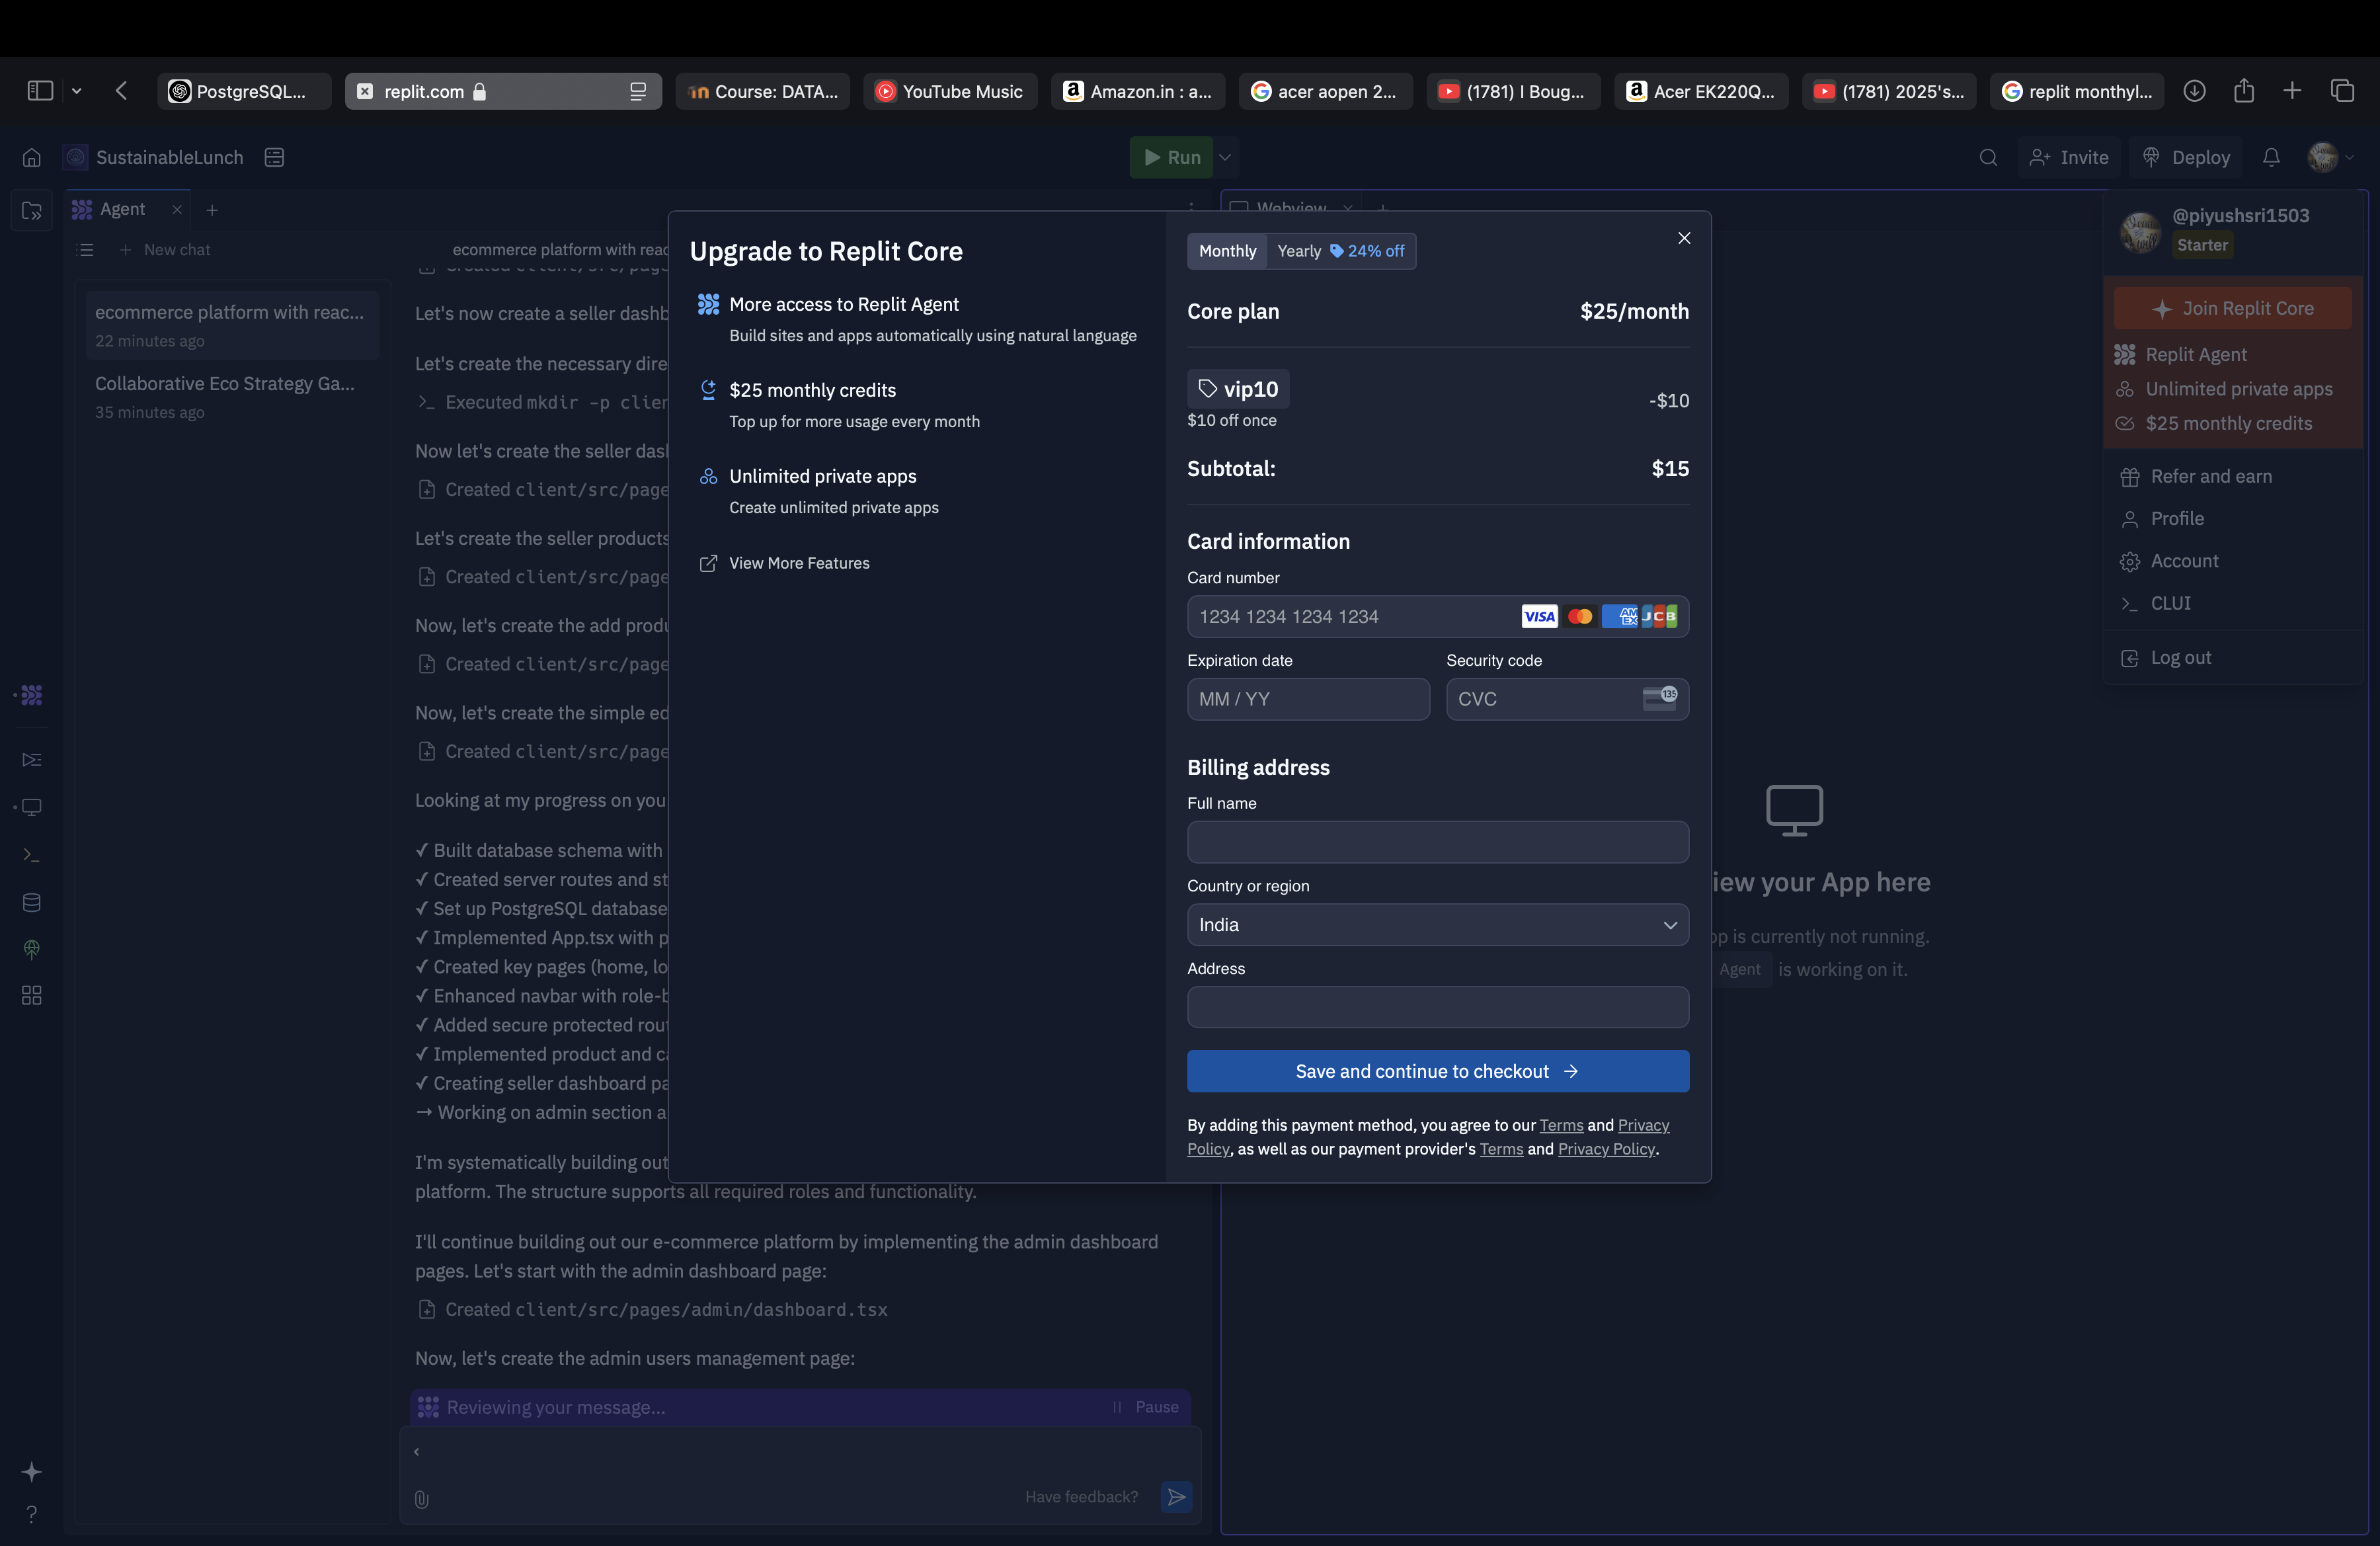 PostgreSQL...
replit.com
Course: DATA...
YouTube Music
Amazon.in : a...
acer aopen 2...
(1781) I Boug...
Acer EK220Q...
(1781) 2025's...
replit monthyl...
SustainableLunch
Run
Invite
Deploy
Agent
Webview
New chat
ecommerce platform with reac
ecommerce platform with reac...
22 minutes ago
Collaborative Eco Strategy Ga...
35 minutes ago
Created client/src/page
Let's now create a seller dashb
Let's create the necessary dire
Executed mkdir -p clien
Now let's create the seller dash
Created client/src/page
Let's create the seller products
Created client/src/page
Now, let's create the add produ
Created client/src/page
Now, let's create the simple ed
Created client/src/page
Looking at my progress on you
✓ Built database schema with
✓ Created server routes and st
✓ Set up PostgreSQL database
✓ Implemented App.tsx with p
✓ Created key pages (home, lo
✓ Enhanced navbar with role-b
✓ Added secure protected rou
✓ Implemented product and ca
✓ Creating seller dashboard pa
→ Working on admin section a
I'm systematically building out
platform. The structure supports all required roles and functionality.
I'll continue building out our e-commerce platform by implementing the admin dashboard
pages. Let's start with the admin dashboard page:
Created client/src/pages/admin/dashboard.tsx
Now, let's create the admin users management page:
Reviewing your message...
Pause
Have feedback?
Upgrade to Replit Core
More access to Replit Agent
Build sites and apps automatically using natural language
$25 monthly credits
Top up for more usage every month
Unlimited private apps
Create unlimited private apps
View More Features
Monthly
Yearly 24% off
Core plan $25/month
vip10
-$10
$10 off once
Subtotal: $15
Card information
Card number
1234 1234 1234 1234
VISA
AM
EX
JCB
Expiration date
Security code
MM / YY
CVC
135
Billing address
Full name
Country or region
India
Address
Save and continue to checkout
By adding this payment method, you agree to our Terms and Privacy
Policy, as well as our payment provider's Terms and Privacy Policy.
iew your App here
pp is currently not running.
Agent is working on it.
@piyushsri1503
Starter
Join Replit Core
Replit Agent
Unlimited private apps
$25 monthly credits
Refer and earn
Profile
Account
CLUI
Log out